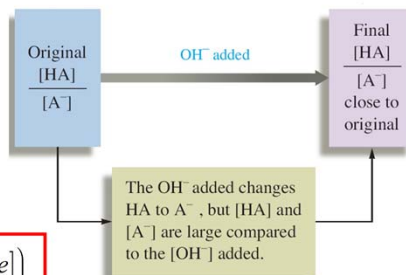 Original
[HA]
[A⁻]
OH⁻ added
Final
[HA]
[A⁻]
close to
original
The OH⁻ added changes
HA to A⁻ , but [HA] and
[A⁻] are large compared
to the [OH⁻] added.
e])